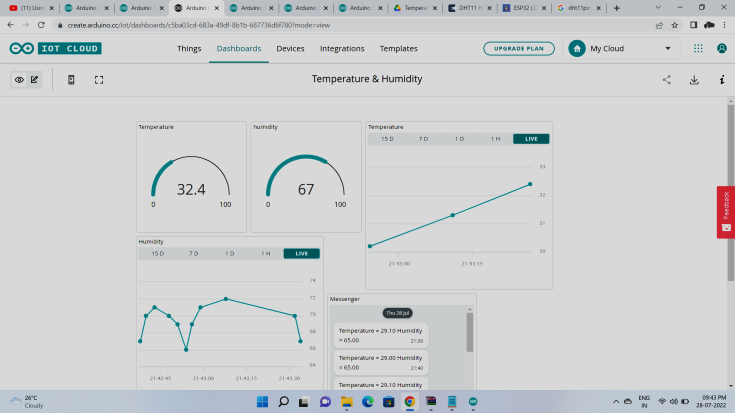 (11) Usin
Arduino
Arduino
Arduino
Arduino
Arduino
Arduino
Tempera
DHT11 H
ESP32 | D
dht11pin
create.arduino.cc/iot/dashboards/c5ba03cd-683a-49df-8b1b-687736d6f780?mode=view
IOT CLOUD
Things
Dashboards
Devices
Integrations
Templates
UPGRADE PLAN
My Cloud
Temperature & Humidity
Temperature
32.4
0
100
humidity
67
0
100
Temperature
15 D
7 D
1 D
1 H
LIVE
33
32
31
30
21:43:00
21:43:15
Humidity
15 D
7 D
1 D
1 H
LIVE
74
72
70
68
66
64
21:42:45
21:43:00
21:43:15
21:43:30
Messenger
Thu 28 Jul
Temperature = 29.10 Humidity
= 65.00
21:39
Temperature = 29.00 Humidity
= 65.00
21:40
Temperature = 29.10 Humidity
Feedback
26°C
Cloudy
ENG
IN
09:43 PM
28-07-2022